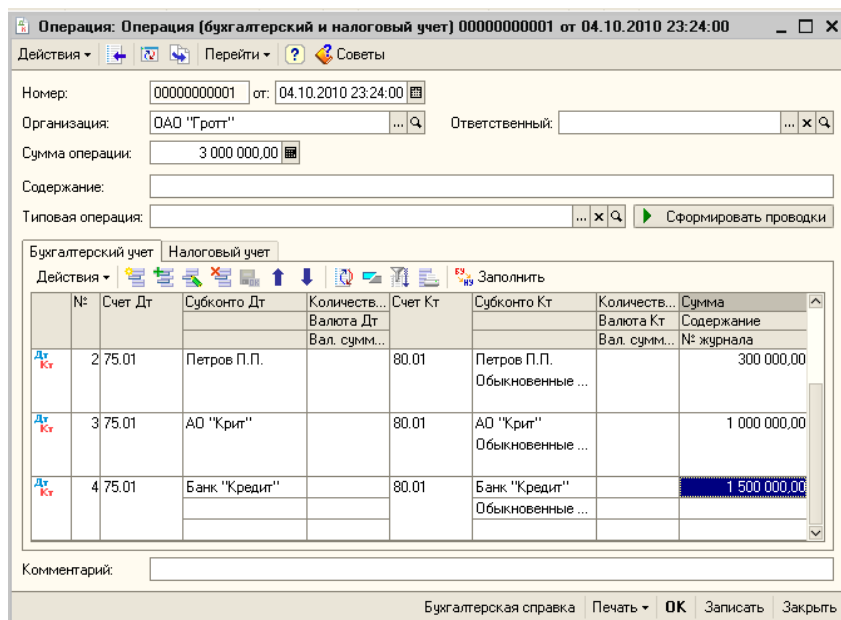 Операция: Операция (бухгалтерский и налоговый учет) 00000000001 от 04.10.2010 23:24:00
Действия Перейти ? Советы
Номер: 00000000001 от: 04.10.2010 23:24:00
Организация: ОАО "Гротт" ... Ответственный: ... x
Сумма операции: 3 000 000,00
Содержание:
Типовая операция: ... x Сформировать проводки
Бухгалтерский учет Налоговый учет
Действия Заполнить
№ Счет Дт Субконто Дт Количеств... Счет Кт Субконто Кт Количеств... Сумма
Валюта Дт Валюта Кт Содержание
Вал. сумм... Вал. сумм... № журнала
Дт Кт 2 75.01 Петров П.П. 80.01 Петров П.П. 300 000,00
Обыкновенные ...
Дт Кт 3 75.01 АО "Крит" 80.01 АО "Крит" 1 000 000,00
Обыкновенные ...
Дт Кт 4 75.01 Банк "Кредит" 80.01 Банк "Кредит" 1 500 000,00
Обыкновенные ...
Комментарий:
Бухгалтерская справка Печать OK Записать Закрыть